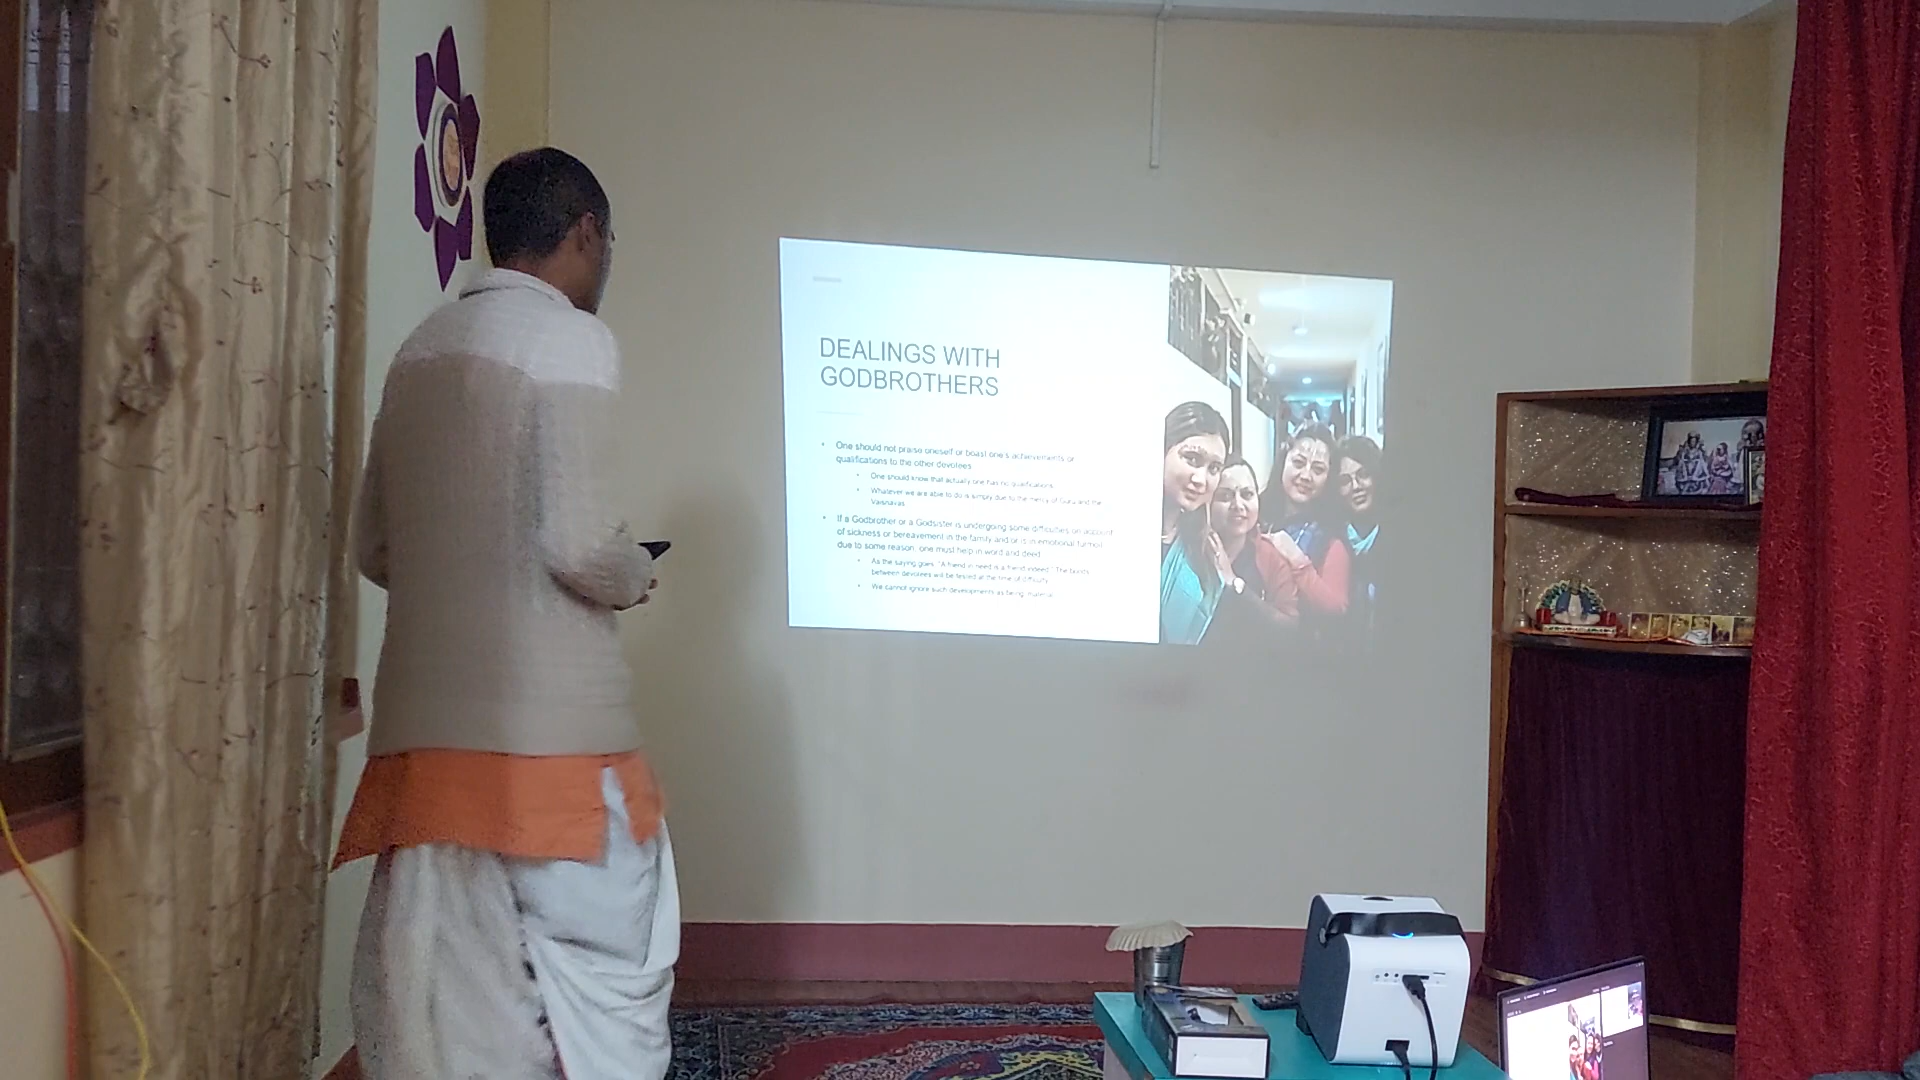 DEALINGS WITH
GODBROTHERS
One should not praise oneself or boast one's achievements or
qualifications to the other devotees
One should know that actually one has no qualifications
Whatever we are able to do is simply due to the mercy of Guru and the
Vaisnavas
If a Godbrother or a Godsister is undergoing some difficulties on account
of sickness or bereavement in the family and or is in emotional turmoil
due to some reason, one must help in word and deed
As the saying goes, "A friend in need is a friend indeed." The bonds
between devotees will be tested at the time of difficulty
We cannot ignore such developments as being material